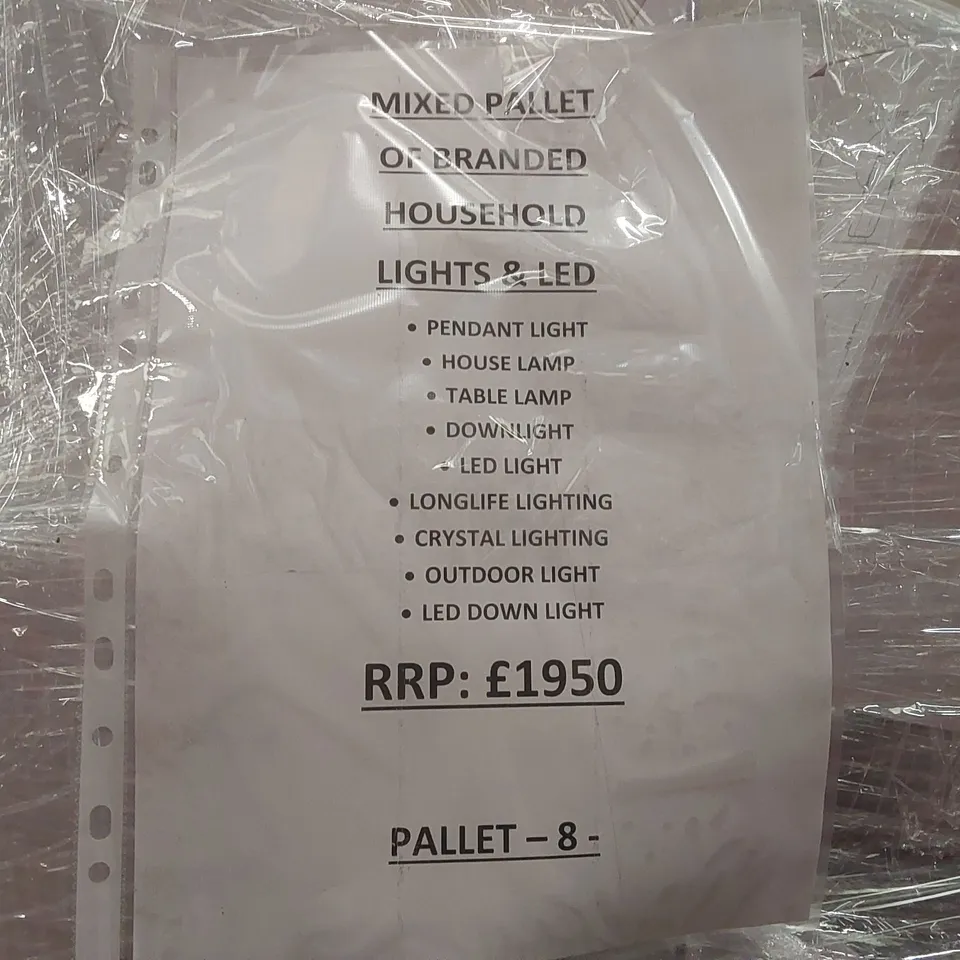 MIXED PALLET
OF BRANDED
HOUSEHOLD
LIGHTS & LED
• PENDANT LIGHT
• HOUSE LAMP
• TABLE LAMP
• DOWNLIGHT
• LED LIGHT
• LONGLIFE LIGHTING
• CRYSTAL LIGHTING
• OUTDOOR LIGHT
• LED DOWN LIGHT
RRP: £1950
PALLET – 8 -